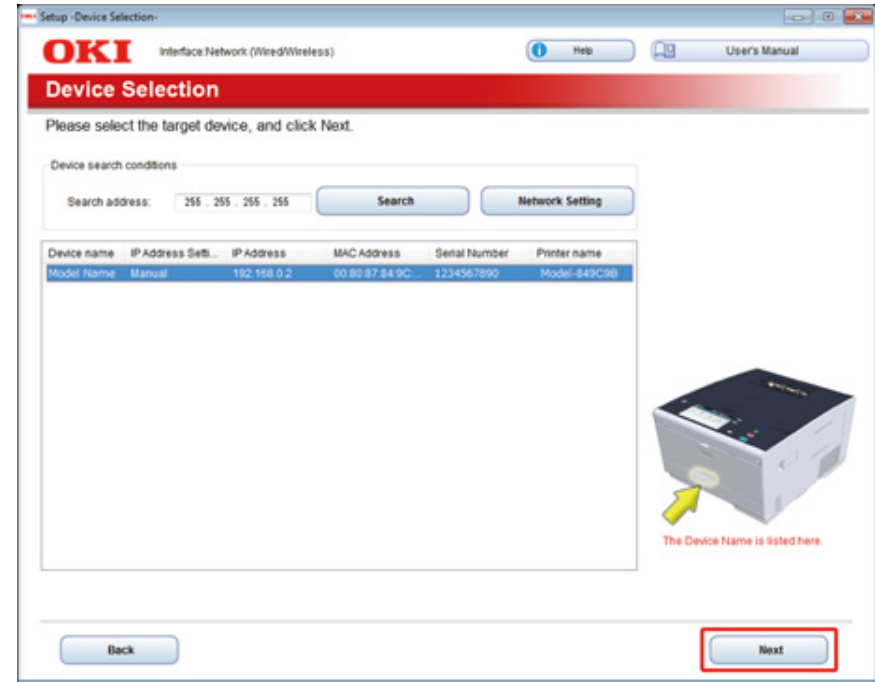 Setup -Device Selection-
OKI Interface:Network (Wired/Wireless) Help User's Manual
Device Selection
Please select the target device, and click Next.
Device search conditions
Search address: 255 . 255 . 255 . 255 Search Network Setting
Device name IP Address Setti... IP Address MAC Address Serial Number Printer name
Model Name Manual 192.168.0.2 00:80:87:84:9C:... 1234567890 Model-849C9B
The Device Name is listed here.
Back Next